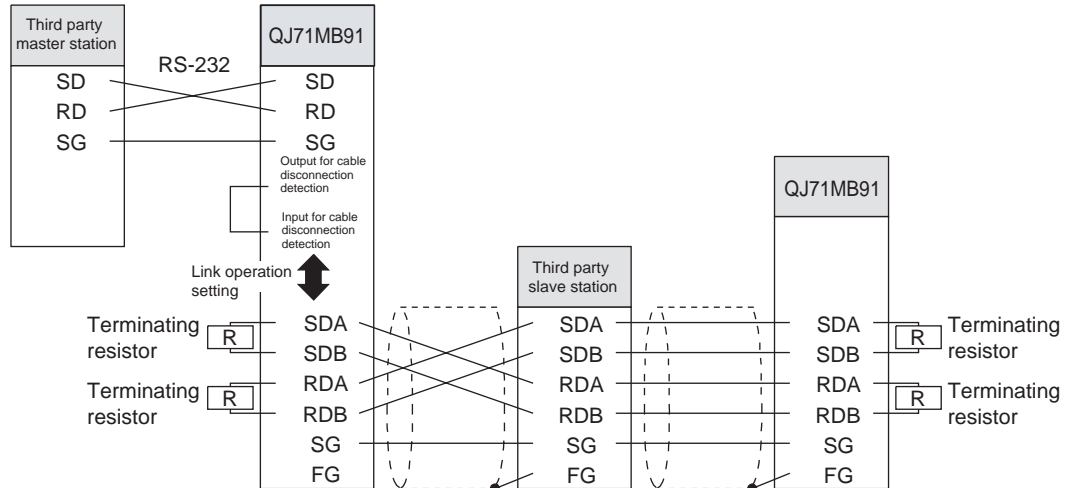 Third party
master station
QJ71MB91
RS-232
SD
RD
SG
SD
RD
SG
Output for cable
disconnection
detection
Input for cable
disconnection
detection
Link operation
setting
Terminating
resistor
R
Terminating
resistor
R
SDA
SDB
RDA
RDB
SG
FG
Third party
slave station
SDA
SDB
RDA
RDB
SG
FG
QJ71MB91
SDA
SDB
RDA
RDB
SG
FG
R
Terminating
resistor
R
Terminating
resistor